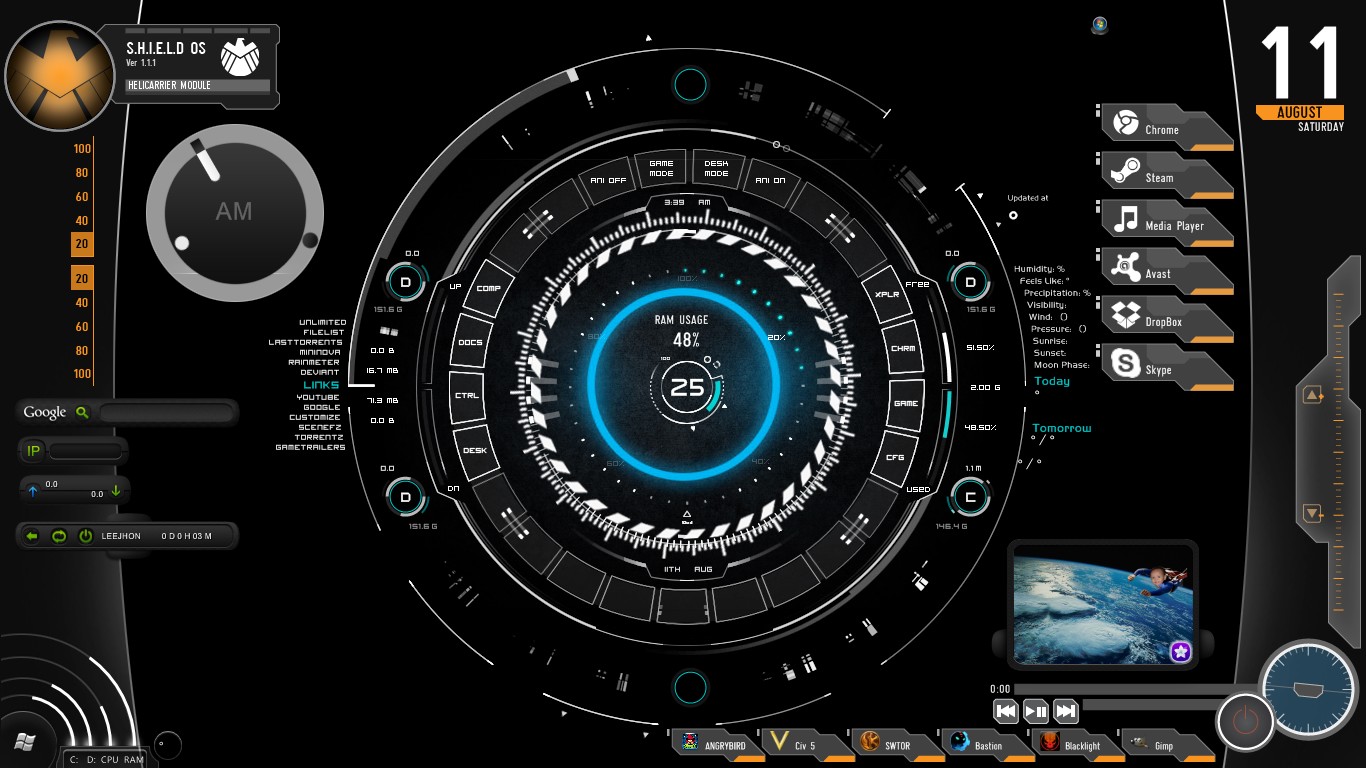 S.H.I.E.L.D OS
Ver 1.1.1
HELICARRIER MODULE
100
80
60
40
20
20
40
60
80
100
AM
Google
IP
0.0
0.0
LEEJHON 0 D 0 H 03 M
C: D: CPU RAM
UNLIMITED
FILELIST
LASTTORRENTS
MININOVA
RAINMETER
DEVIANT
LINKS
YOUTUBE
GOOGLE
CUSTOMIZE
SCENEFZ
TORRENTZ
GAMETRAILERS
0.0
D
151.6 G
0.0 B
16.7 MB
71.3 MB
0.0 B
0.0
D
151.6 G
UP
COMP
DOCS
CTRL
DESK
DN
ANI OFF
GAME MODE
DESK MODE
ANI ON
3:39 AM
100%
20%
40%
60%
80%
RAM USAGE
48%
100
25
11TH AUG
XPLR
CHRM
GAME
CFG
Free
USED
0.0
D
151.6 G
51.50%
2.00 G
48.50%
1.1 M
C
146.4 G
Updated at
Humidity: %
Feels Like: °
Precipitation: %
Visibility:
Wind: ()
Pressure: ()
Sunrise:
Sunset:
Moon Phase:
Today
°
Tomorrow
° / °
° / °
Chrome
Steam
Media Player
Avast
DropBox
Skype
11
AUGUST
SATURDAY
0:00
ANGRYBIRD
Civ 5
SWTOR
Bastion
Blacklight
Gimp